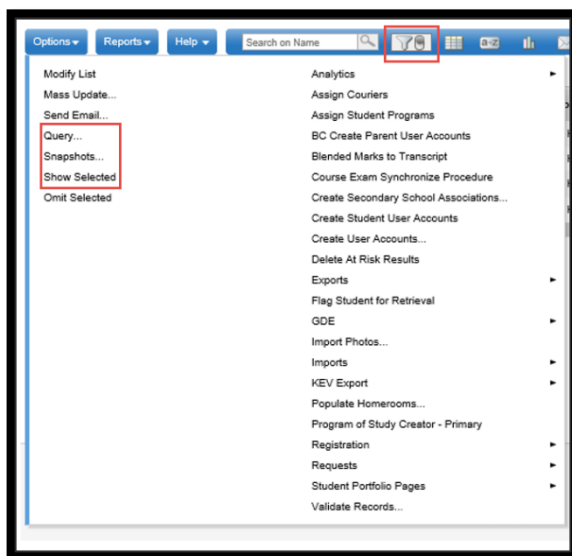 Options Reports Help Search on Name a-z
Modify List
Mass Update...
Send Email...
Query...
Snapshots...
Show Selected
Omit Selected
Analytics
Assign Couriers
Assign Student Programs
BC Create Parent User Accounts
Blended Marks to Transcript
Course Exam Synchronize Procedure
Create Secondary School Associations...
Create Student User Accounts
Create User Accounts...
Delete At Risk Results
Exports
Flag Student for Retrieval
GDE
Import Photos...
Imports
KEV Export
Populate Homerooms...
Program of Study Creator - Primary
Registration
Requests
Student Portfolio Pages
Validate Records...